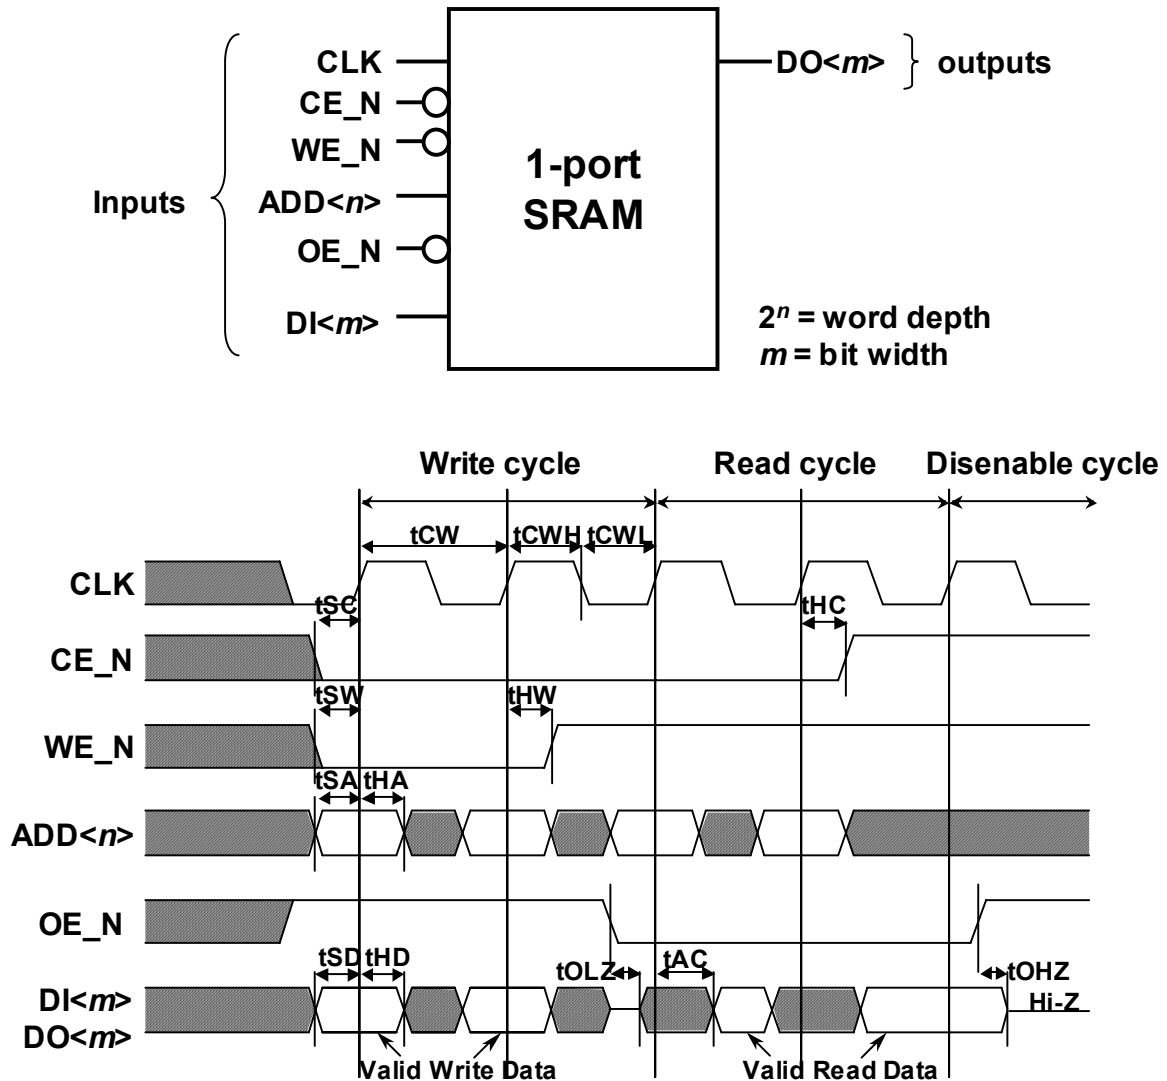 CLK
DO<m> } outputs
CE_N
WE_N
1-port
SRAM
Inputs
ADD<n>
OE_N
DI<m>
2ⁿ = word depth
m = bit width
Write cycle
Read cycle
Disenable cycle
tCW
tCWH
tCWL
CLK
tSC
tHC
CE_N
tSW
tHW
WE_N
tSA
tHA
ADD<n>
OE_N
tSD
tHD
tOLZ
tAC
tOHZ
DI<m>
Hi-Z
DO<m>
Valid Write Data
Valid Read Data